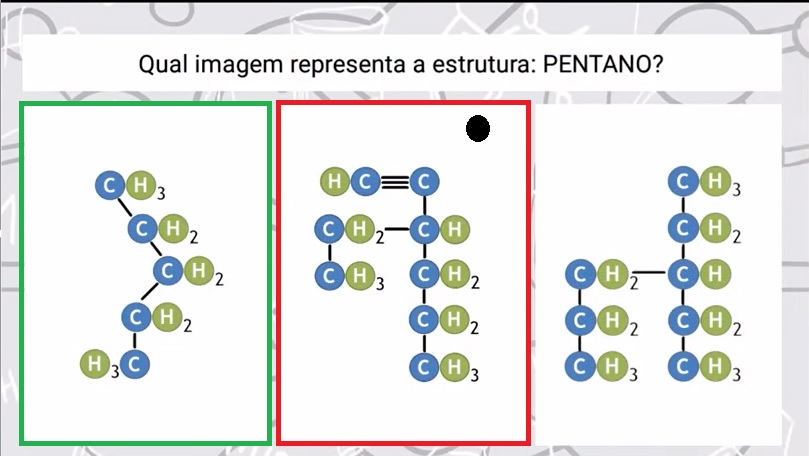 Qual imagem representa a estrutura: PENTANO?
CH3
CH2
CH2
CH2
H3C
HC≡C
CH2-CH
CH3
CH2
CH2
CH3
CH3
CH2
CH2-CH
CH2
CH2
CH3
CH3